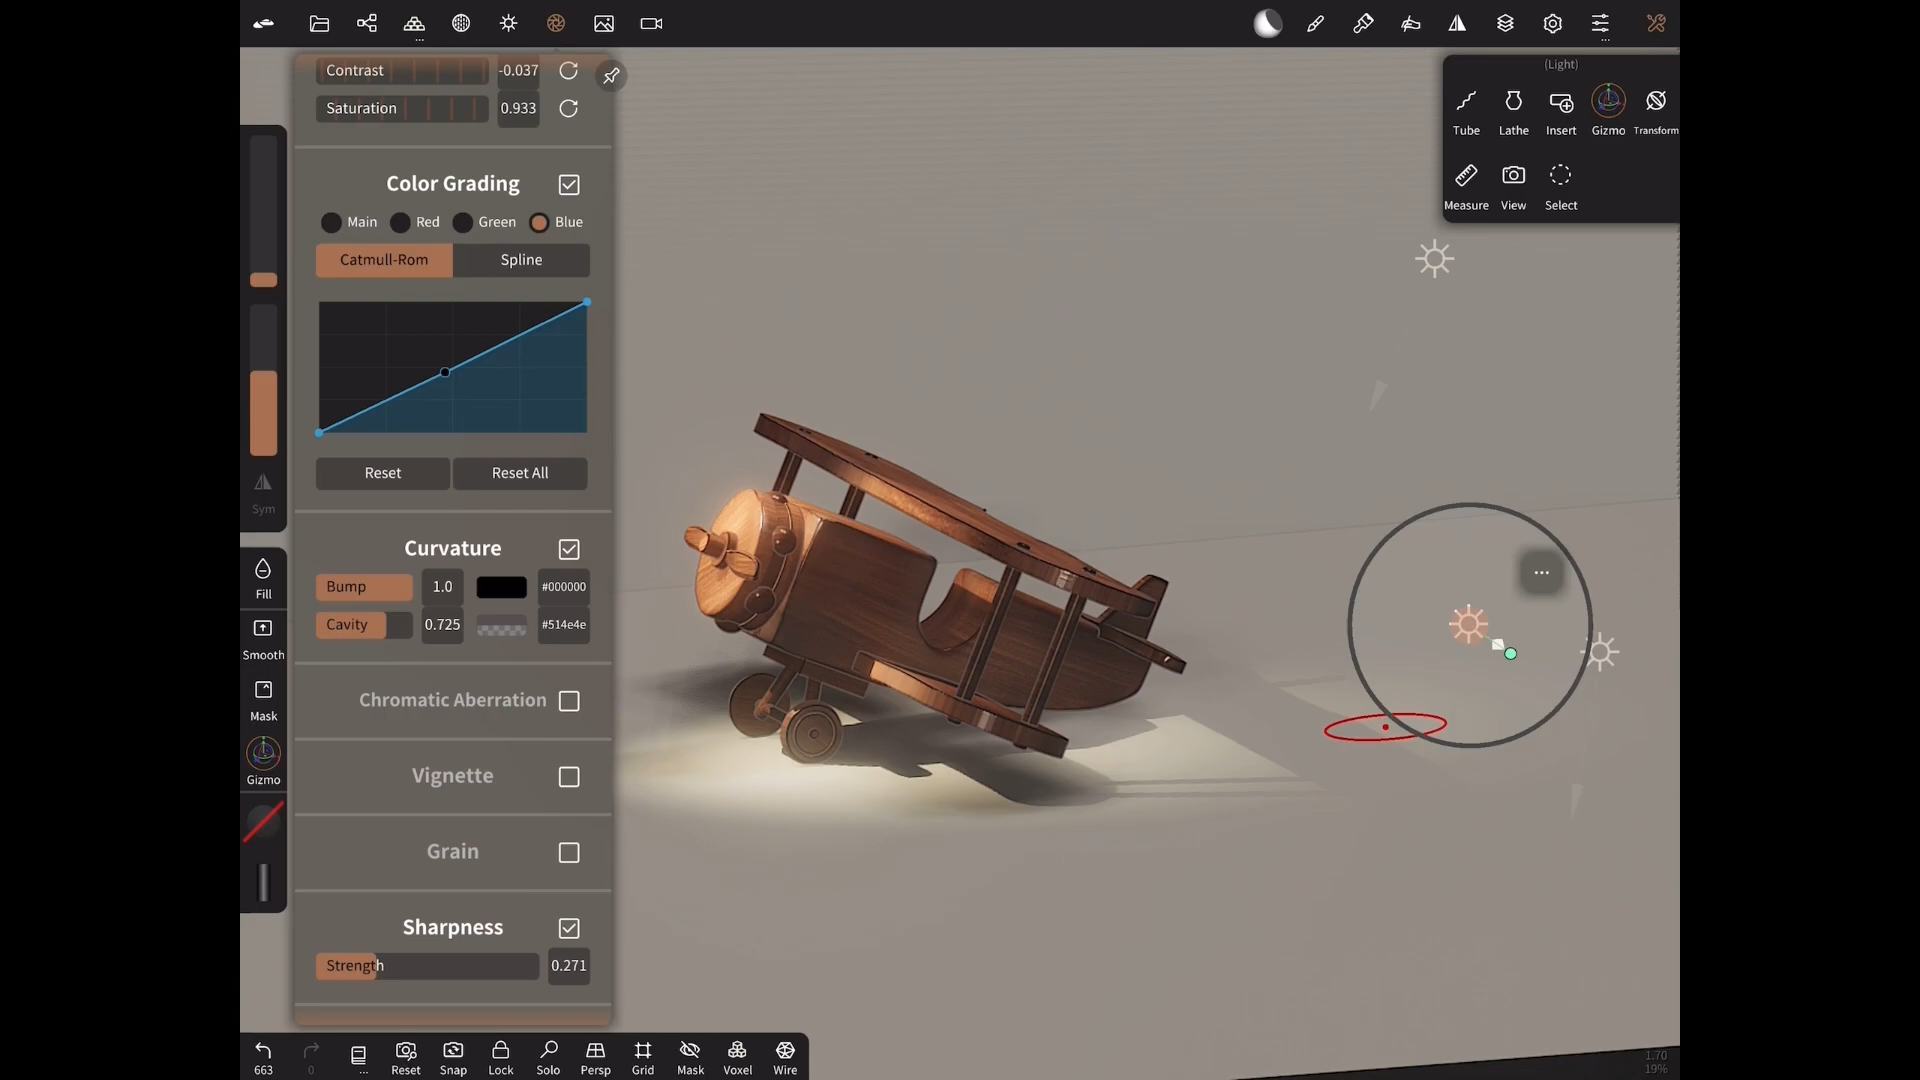 Contrast -0.037
Saturation 0.933
Color Grading
Main Red Green Blue
Catmull-Rom Spline
Reset Reset All
Curvature
Bump 1.0 #000000
Cavity 0.725 #514e4e
Chromatic Aberration
Vignette
Grain
Sharpness
Strength 0.271
Sym
Fill
Smooth
Mask
Gizmo
(Light)
Tube Lathe Insert Gizmo Transform
Measure View Select
663 0 ... Reset Snap Lock Solo Persp Grid Mask Voxel Wire
1.70
19%